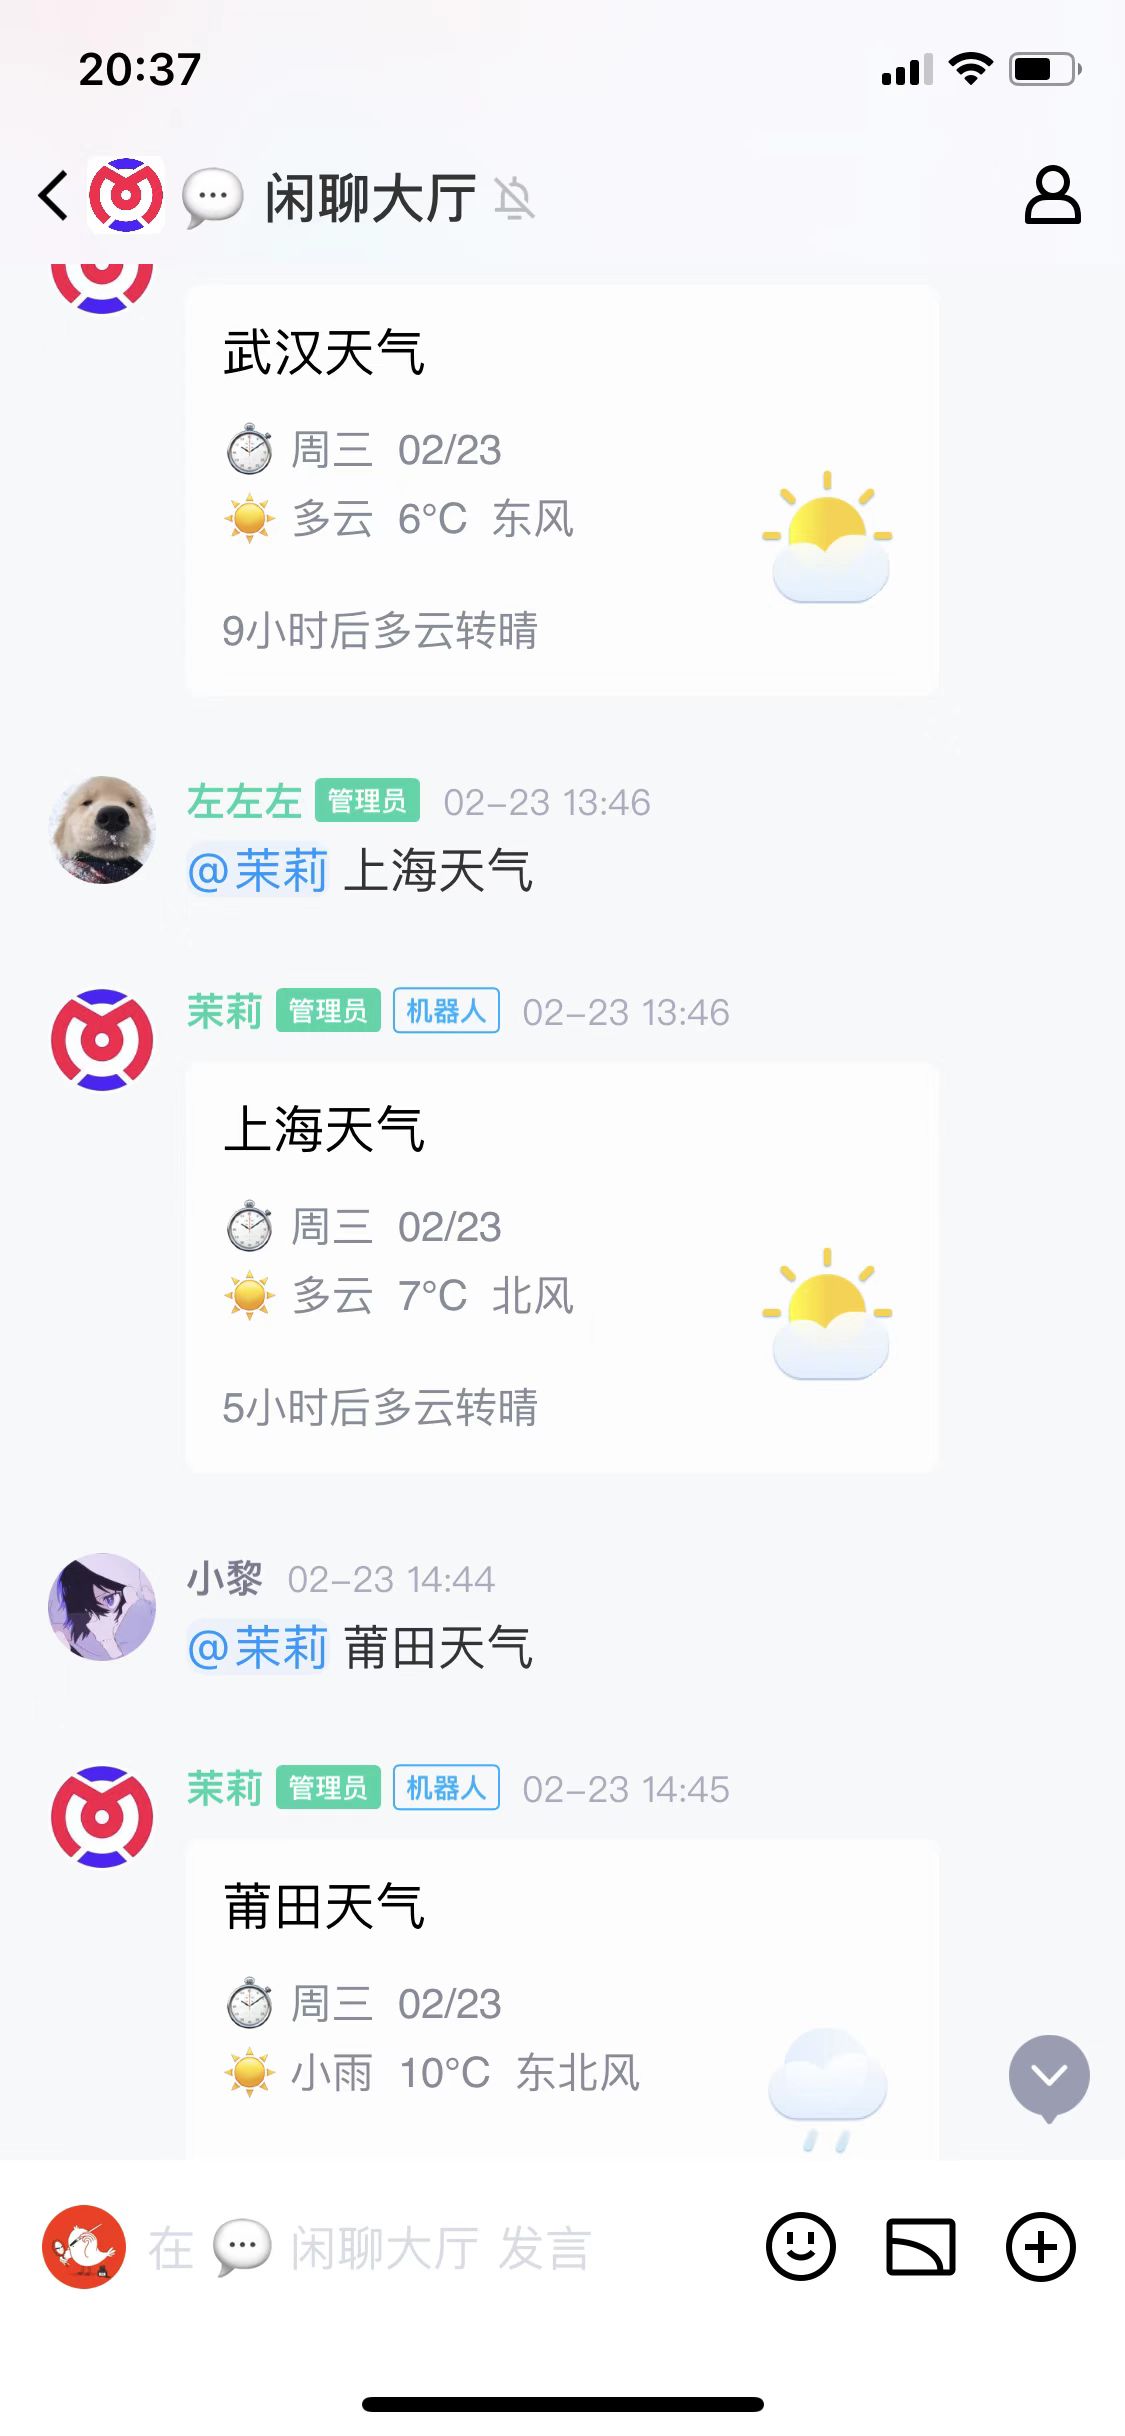 20:37
💬 闲聊大厅
武汉天气
周三 02/23
多云 6°C 东风
9小时后多云转晴
左左左 管理员 02-23 13:46
@茉莉 上海天气
茉莉 管理员 机器人 02-23 13:46
上海天气
周三 02/23
多云 7°C 北风
5小时后多云转晴
小黎 02-23 14:44
@茉莉 莆田天气
茉莉 管理员 机器人 02-23 14:45
莆田天气
周三 02/23
小雨 10°C 东北风
在 💬 闲聊大厅 发言